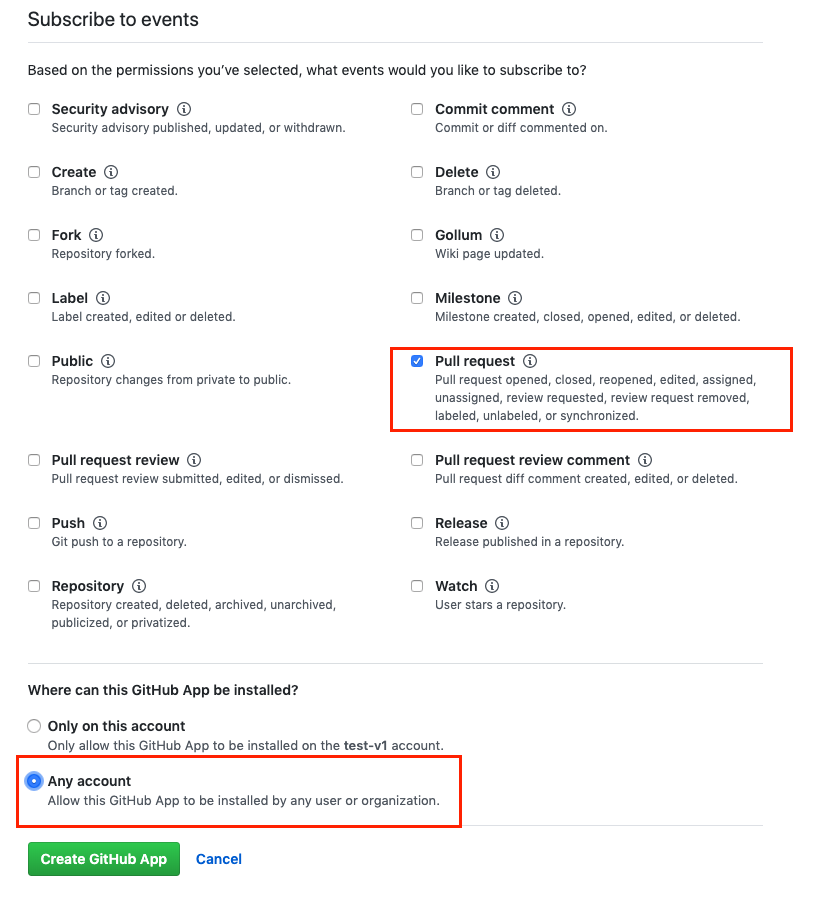 Subscribe to events
Based on the permissions you've selected, what events would you like to subscribe to?
Security advisory
Security advisory published, updated, or withdrawn.
Commit comment
Commit or diff commented on.
Create
Branch or tag created.
Delete
Branch or tag deleted.
Fork
Repository forked.
Gollum
Wiki page updated.
Label
Label created, edited or deleted.
Milestone
Milestone created, closed, opened, edited, or deleted.
Public
Repository changes from private to public.
Pull request
Pull request opened, closed, reopened, edited, assigned,
unassigned, review requested, review request removed,
labeled, unlabeled, or synchronized.
Pull request review
Pull request review submitted, edited, or dismissed.
Pull request review comment
Pull request diff comment created, edited, or deleted.
Push
Git push to a repository.
Release
Release published in a repository.
Repository
Repository created, deleted, archived, unarchived,
publicized, or privatized.
Watch
User stars a repository.
Where can this GitHub App be installed?
Only on this account
Only allow this GitHub App to be installed on the test-v1 account.
Any account
Allow this GitHub App to be installed by any user or organization.
Create GitHub App
Cancel